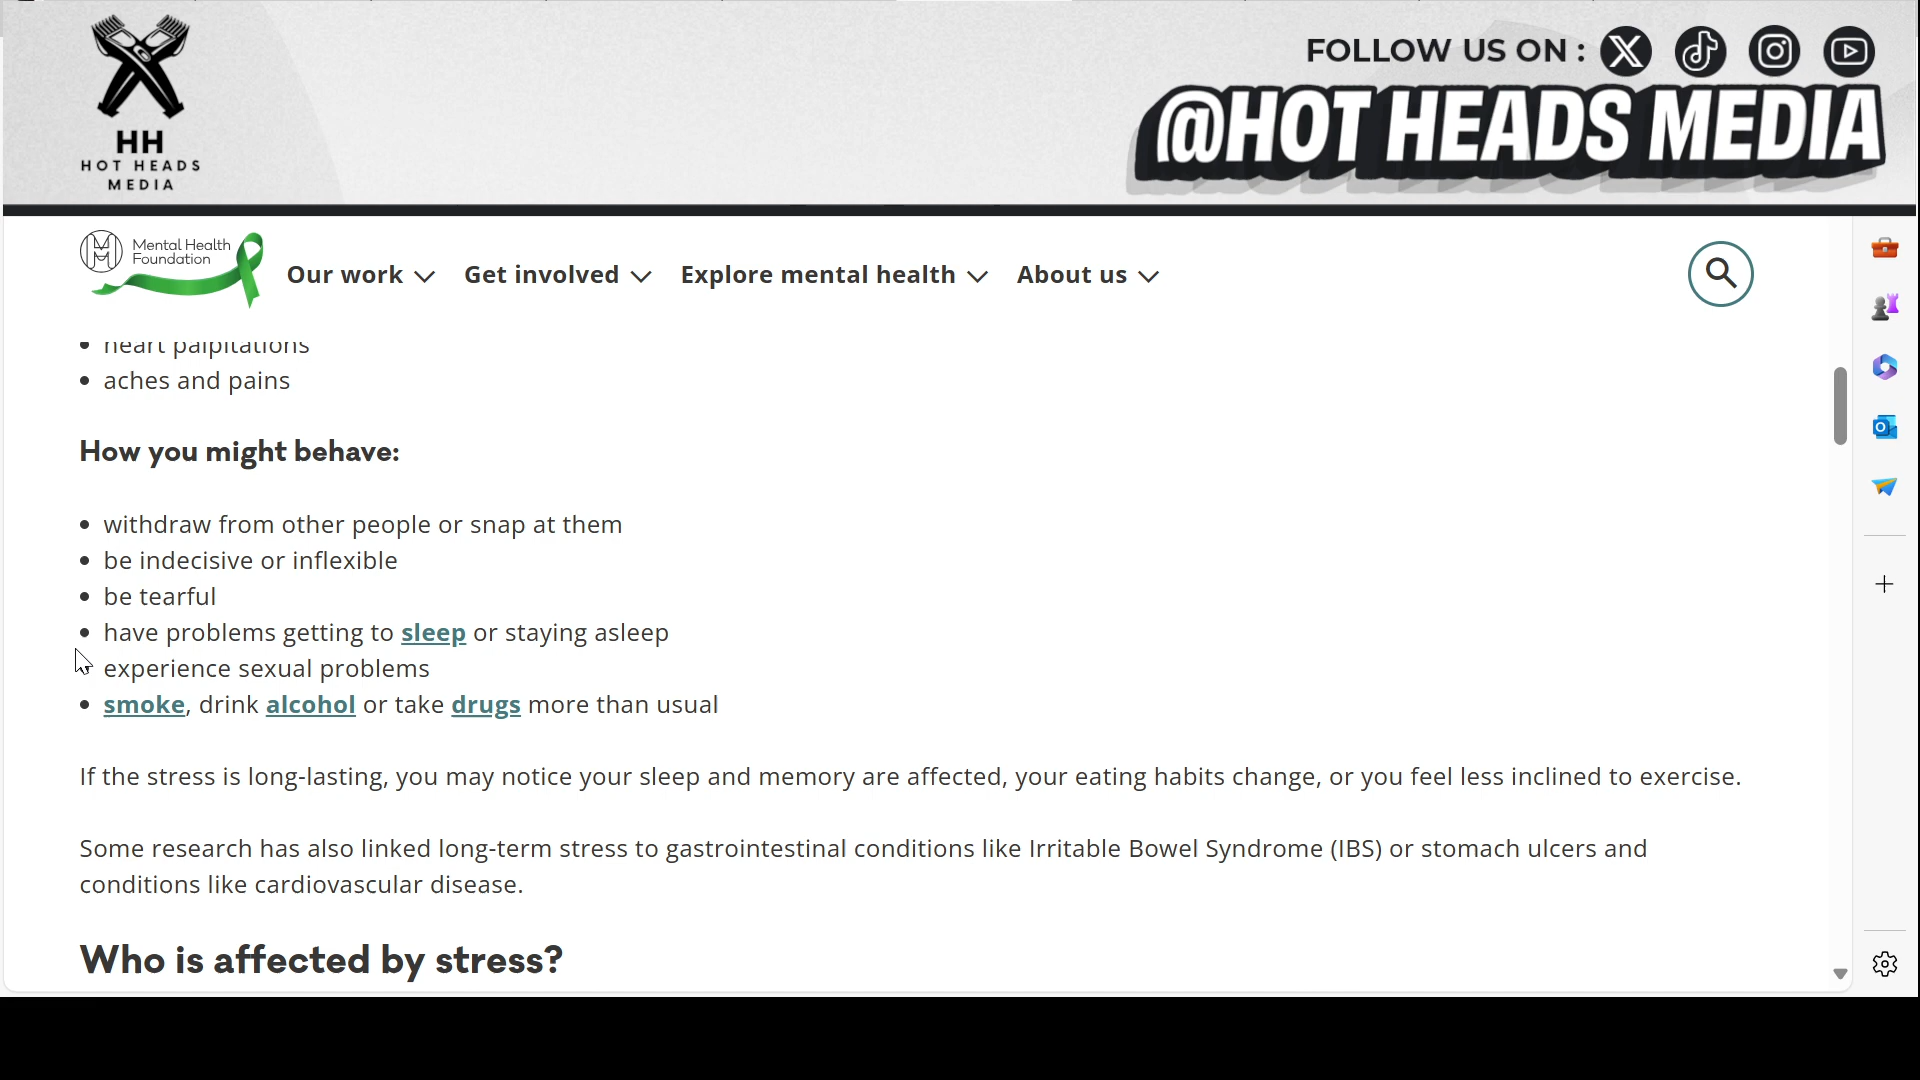 FOLLOW US ON :
@HOT HEADS MEDIA
HH
HOT HEADS
MEDIA
Mental Health
Foundation
Our work
Get involved
Explore mental health
About us
heart palpitations
aches and pains
How you might behave:
withdraw from other people or snap at them
be indecisive or inflexible
be tearful
have problems getting to sleep or staying asleep
experience sexual problems
smoke, drink alcohol or take drugs more than usual
If the stress is long-lasting, you may notice your sleep and memory are affected, your eating habits change, or you feel less inclined to exercise.
Some research has also linked long-term stress to gastrointestinal conditions like Irritable Bowel Syndrome (IBS) or stomach ulcers and
conditions like cardiovascular disease.
Who is affected by stress?